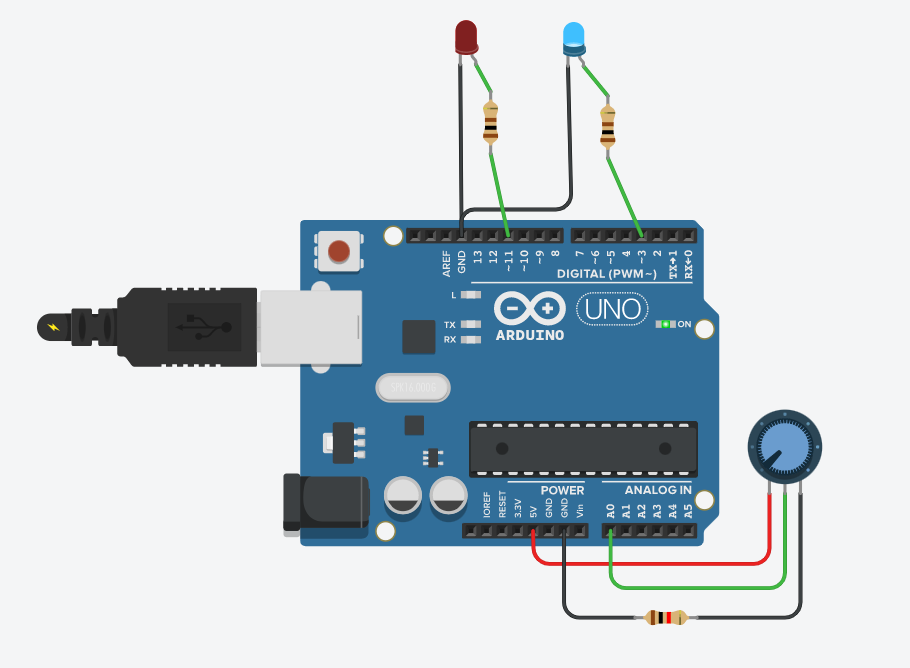 AREF
GND
13
12
~11
~10
~9
8
7
~6
~5
4
~3
2
TX→1
RX←0
DIGITAL (PWM~)
L
TX
RX
UNO
ARDUINO
ON
POWER
ANALOG IN
IOREF
RESET
3.3V
5V
GND
GND
Vin
A0
A1
A2
A3
A4
A5